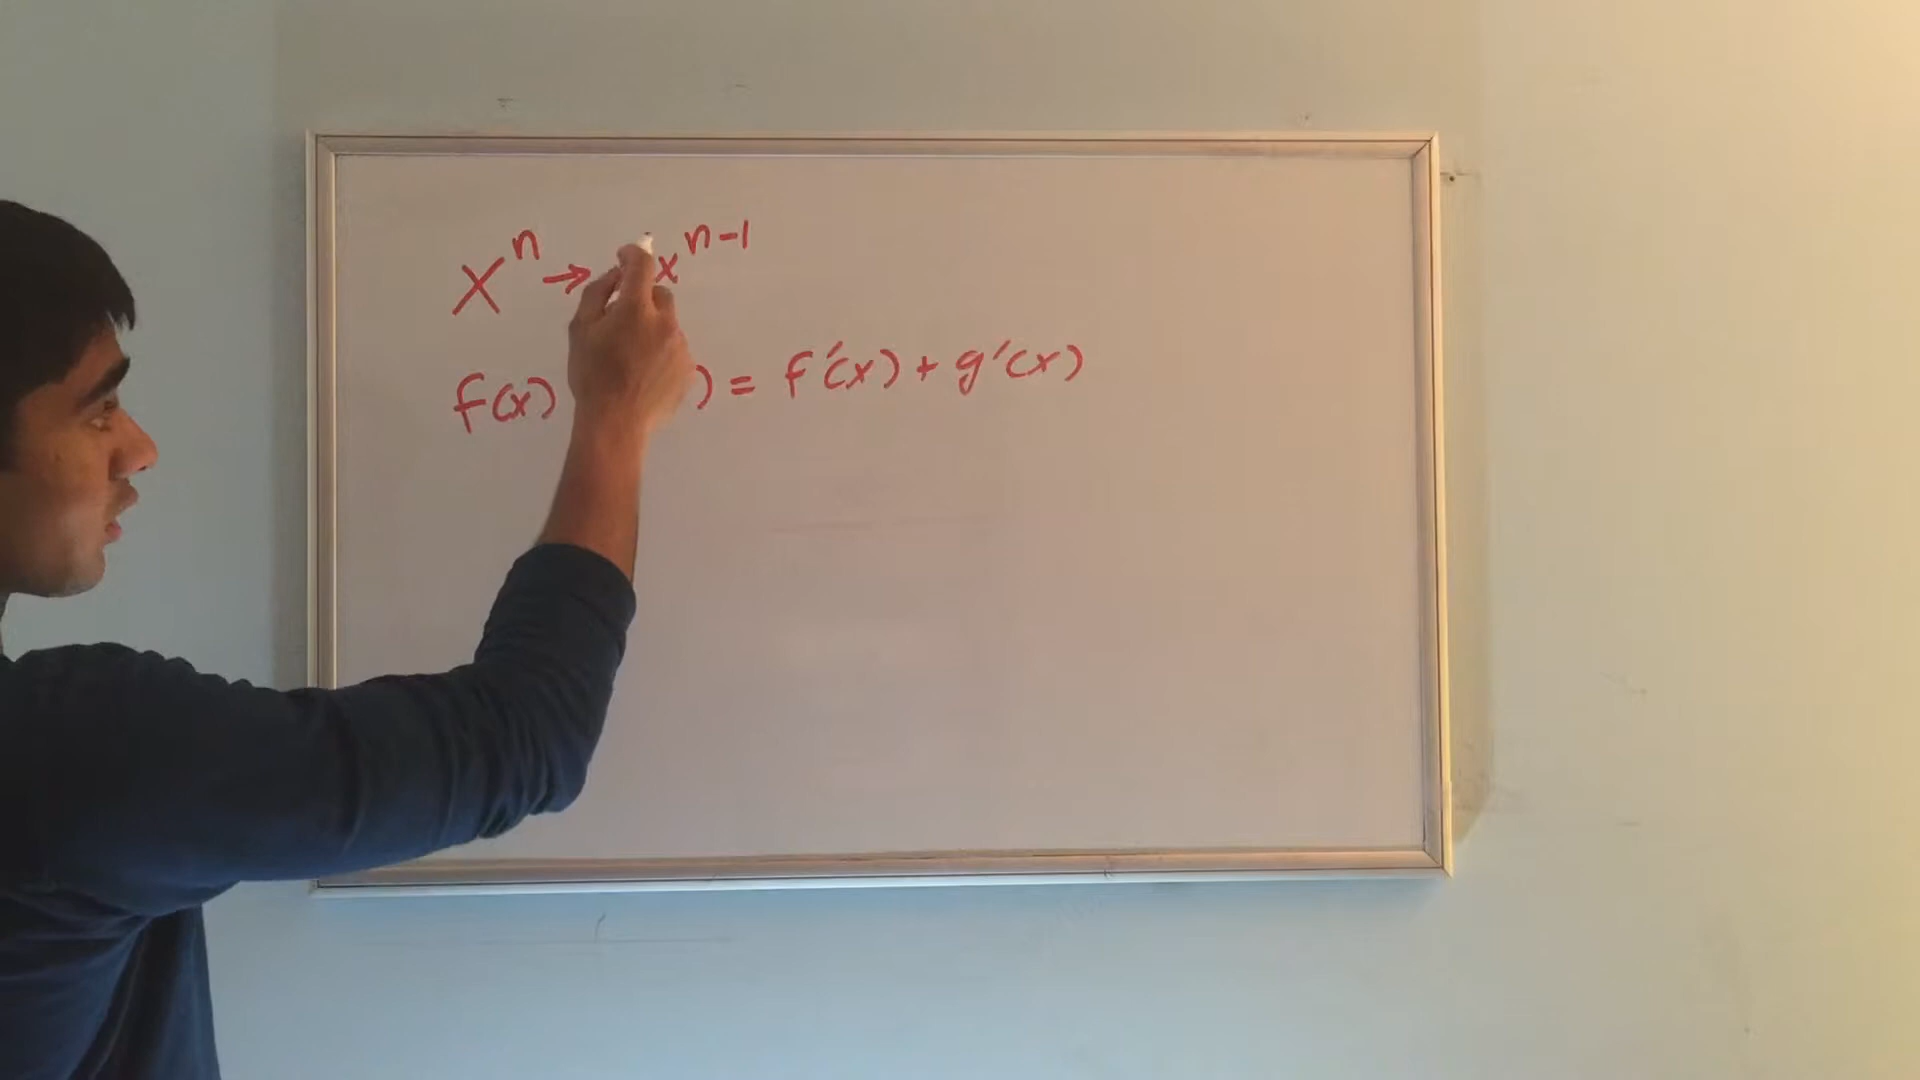 xⁿ → xⁿ⁻¹
f(x) ) = f'(x) + g'(x)